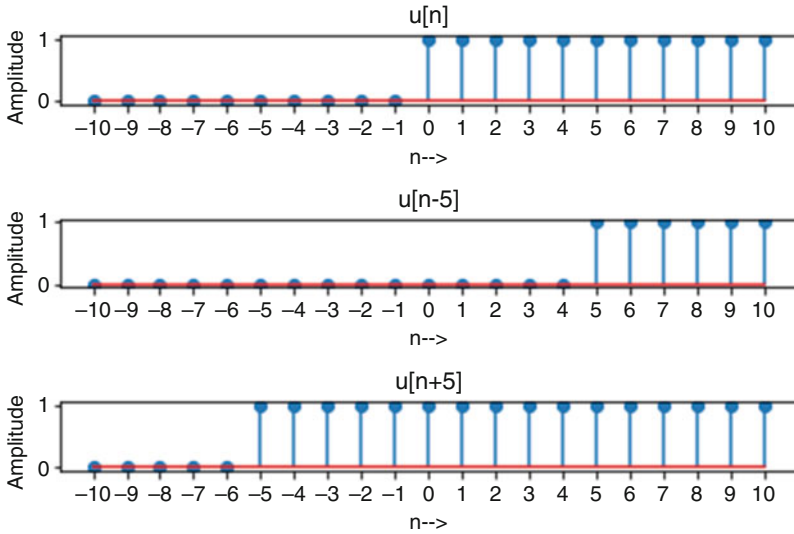 u[n]
Amplitude
1
0
–10 –9 –8 –7 –6 –5 –4 –3 –2 –1 0 1 2 3 4 5 6 7 8 9 10
n-->
u[n-5]
Amplitude
1
0
–10 –9 –8 –7 –6 –5 –4 –3 –2 –1 0 1 2 3 4 5 6 7 8 9 10
n-->
u[n+5]
Amplitude
1
0
–10 –9 –8 –7 –6 –5 –4 –3 –2 –1 0 1 2 3 4 5 6 7 8 9 10
n-->